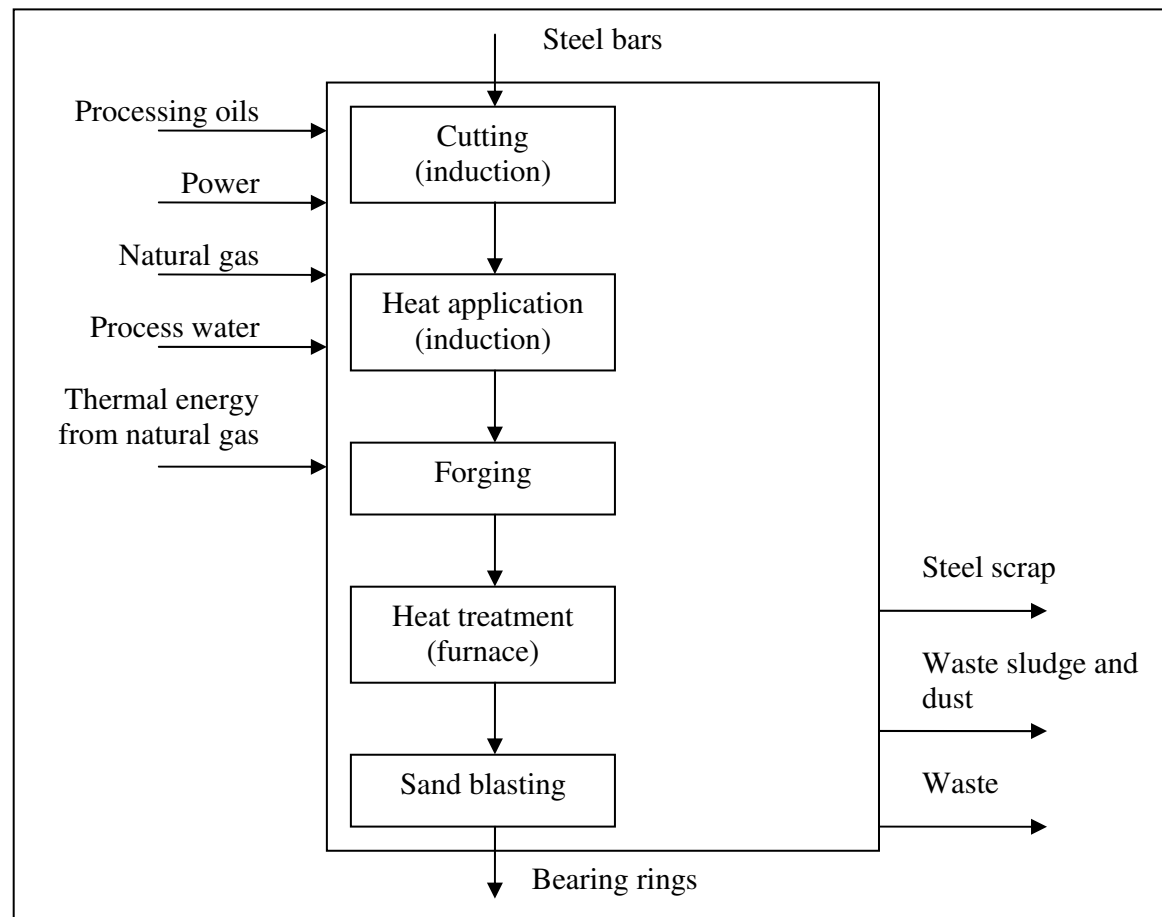 Steel bars
Processing oils
Cutting
(induction)
Power
Natural gas
Heat application
(induction)
Process water
Thermal energy
from natural gas
Forging
Steel scrap
Heat treatment
(furnace)
Waste sludge and
dust
Sand blasting
Waste
Bearing rings